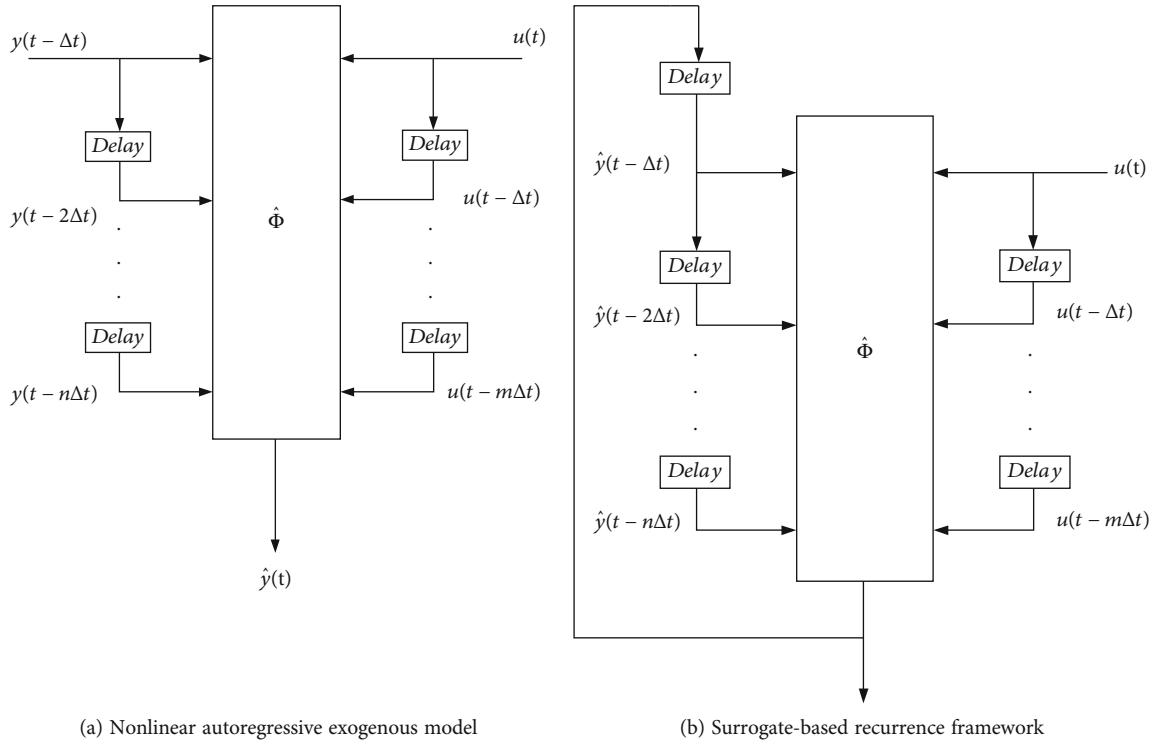 y(t − Δt)
u(t)
Delay
Delay
y(t − 2Δt)
u(t − Δt)
Φ̂
.
.
.
.
.
.
Delay
Delay
y(t − nΔt)
u(t − mΔt)
ŷ(t)
(a) Nonlinear autoregressive exogenous model
Delay
ŷ(t − Δt)
u(t)
Delay
Delay
ŷ(t − 2Δt)
u(t − Δt)
Φ̂
.
.
.
.
.
.
Delay
Delay
ŷ(t − nΔt)
u(t − mΔt)
(b) Surrogate-based recurrence framework